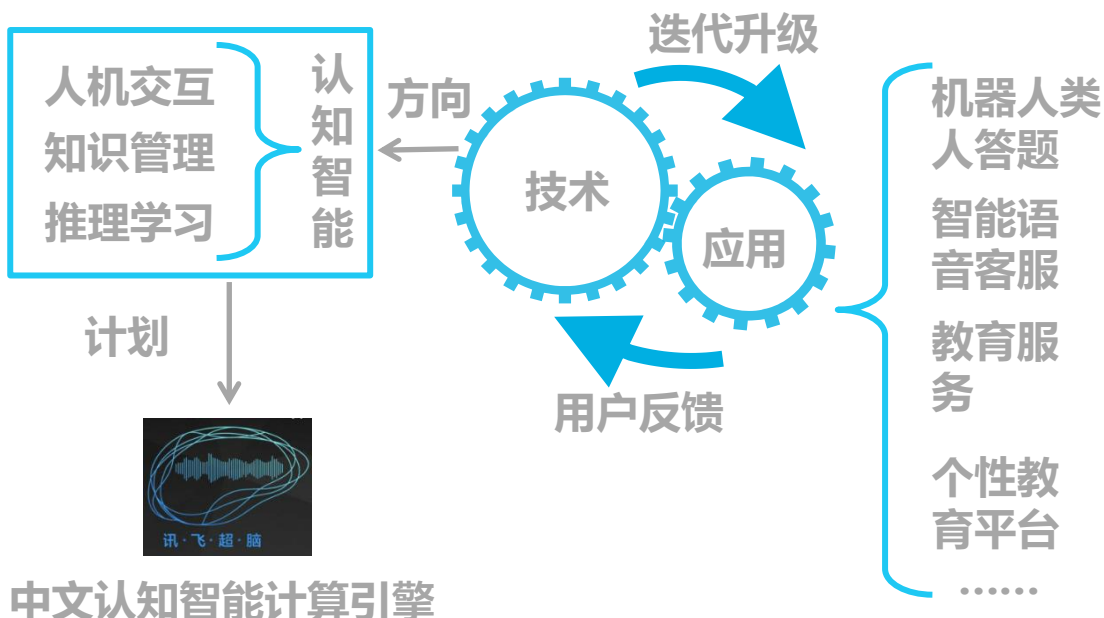 迭代升级
人机交互
知识管理
推理学习
认知智能
方向
技术
应用
机器人类
人答题
智能语
音客服
教育服
务
个性教
育平台
……
计划
用户反馈
讯·飞·超·脑
中文认知智能计算引擎